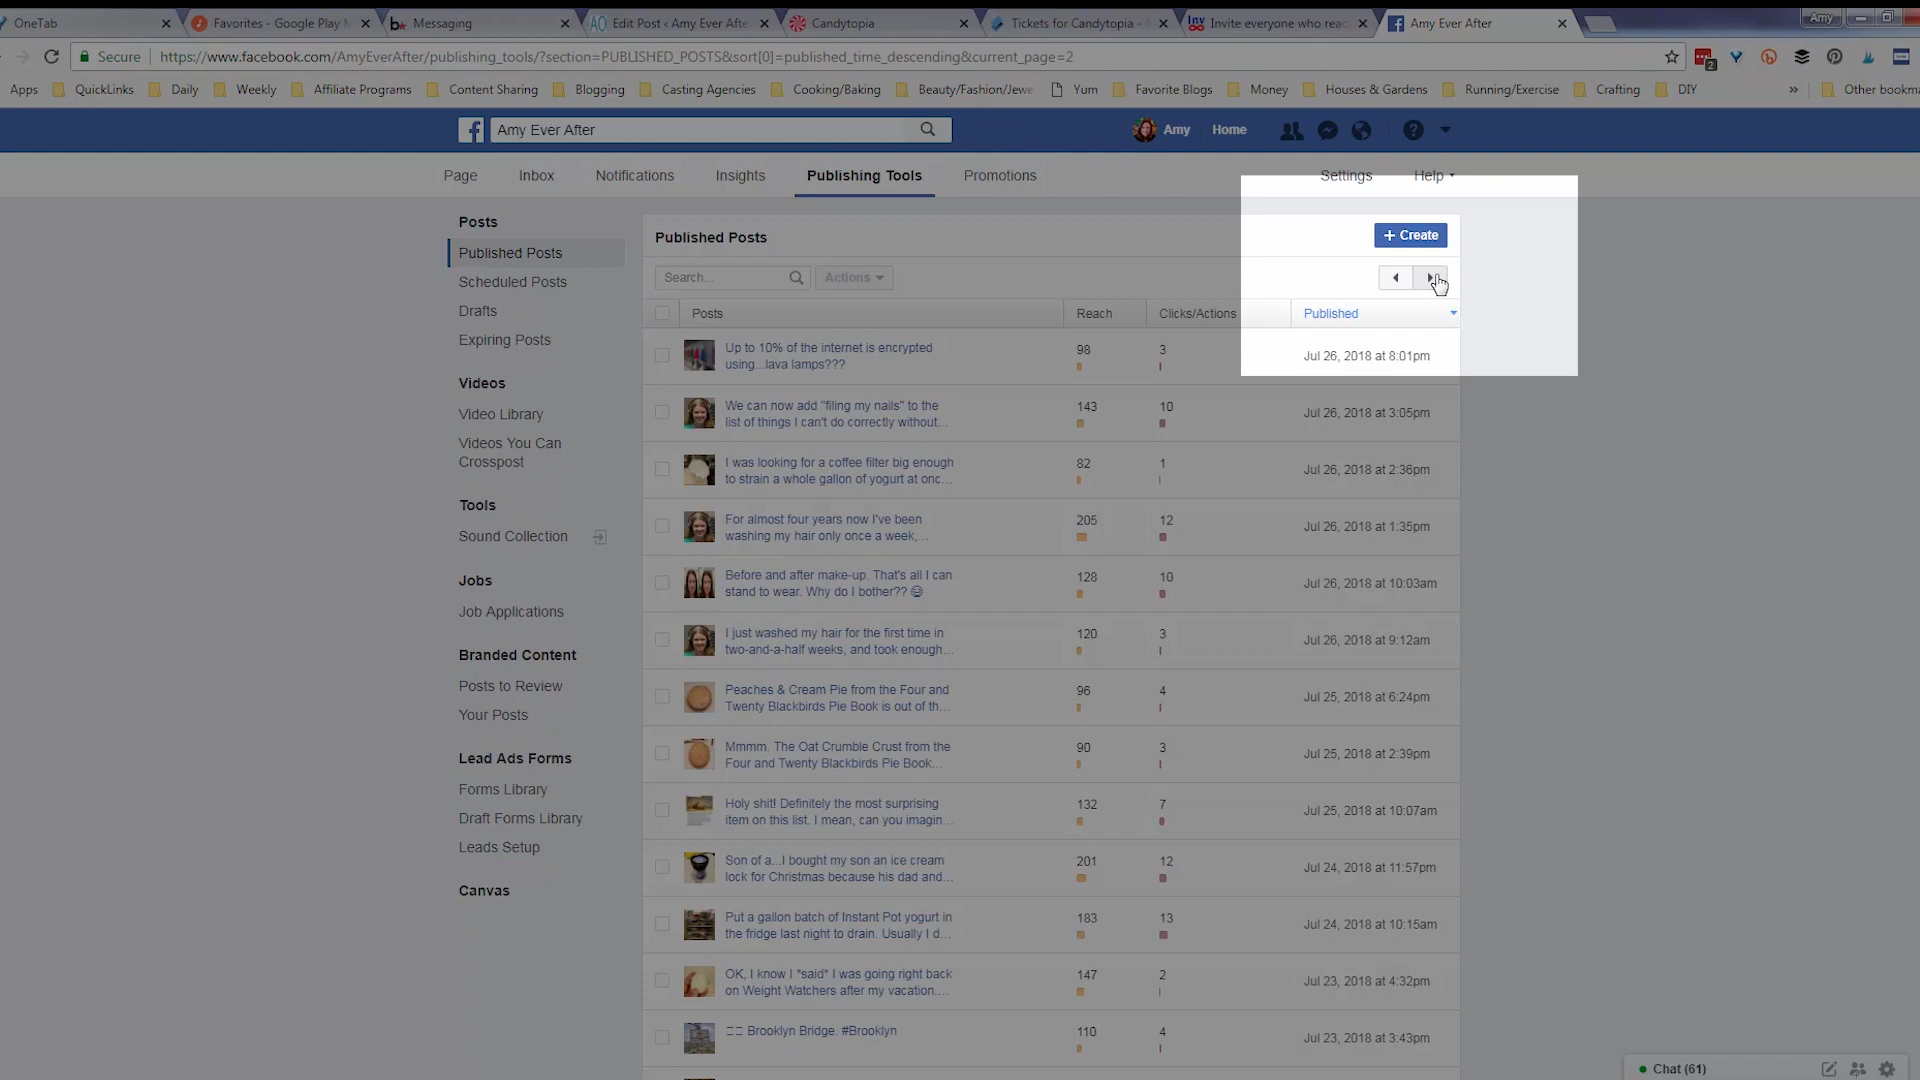 OneTab
Favorites - Google Play M
Messaging
Edit Post ‹ Amy Ever Afte
Candytopia
Tickets for Candytopia -
Invite everyone who reac
Amy Ever After
Amy
Secure
https://www.facebook.com/AmyEverAfter/publishing_tools/?section=PUBLISHED_POSTS&sort[0]=published_time_descending&current_page=2
Apps
QuickLinks
Daily
Weekly
Affiliate Programs
Content Sharing
Blogging
Casting Agencies
Cooking/Baking
Beauty/Fashion/Jewe
Yum
Favorite Blogs
Money
Houses & Gardens
Running/Exercise
Crafting
DIY
»
Other bookma
Amy Ever After
Amy
Home
Page
Inbox
Notifications
Insights
Publishing Tools
Promotions
Settings
Help
Posts
Published Posts
Scheduled Posts
Drafts
Expiring Posts
Videos
Video Library
Videos You Can
Crosspost
Tools
Sound Collection
Jobs
Job Applications
Branded Content
Posts to Review
Your Posts
Lead Ads Forms
Forms Library
Draft Forms Library
Leads Setup
Canvas
Published Posts
+ Create
Search...
Actions
Posts
Reach
Clicks/Actions
Published
Up to 10% of the internet is encrypted
using...lava lamps???
98
3
Jul 26, 2018 at 8:01pm
We can now add "filing my nails" to the
list of things I can't do correctly without...
143
10
Jul 26, 2018 at 3:05pm
I was looking for a coffee filter big enough
to strain a whole gallon of yogurt at onc...
82
1
Jul 26, 2018 at 2:36pm
For almost four years now I've been
washing my hair only once a week,...
205
12
Jul 26, 2018 at 1:35pm
Before and after make-up. That's all I can
stand to wear. Why do I bother?? 😂
128
10
Jul 26, 2018 at 10:03am
I just washed my hair for the first time in
two-and-a-half weeks, and took enough...
120
3
Jul 26, 2018 at 9:12am
Peaches & Cream Pie from the Four and
Twenty Blackbirds Pie Book is out of th...
96
4
Jul 25, 2018 at 6:24pm
Mmmm. The Oat Crumble Crust from the
Four and Twenty Blackbirds Pie Book...
90
3
Jul 25, 2018 at 2:39pm
Holy shit! Definitely the most surprising
item on this list. I mean, can you imagin...
132
7
Jul 25, 2018 at 10:07am
Son of a...I bought my son an ice cream
lock for Christmas because his dad and...
201
12
Jul 24, 2018 at 11:57pm
Put a gallon batch of Instant Pot yogurt in
the fridge last night to drain. Usually I d...
183
13
Jul 24, 2018 at 10:15am
OK, I know I *said* I was going right back
on Weight Watchers after my vacation....
147
2
Jul 23, 2018 at 4:32pm
Brooklyn Bridge. #Brooklyn
110
4
Jul 23, 2018 at 3:43pm
Chat (61)